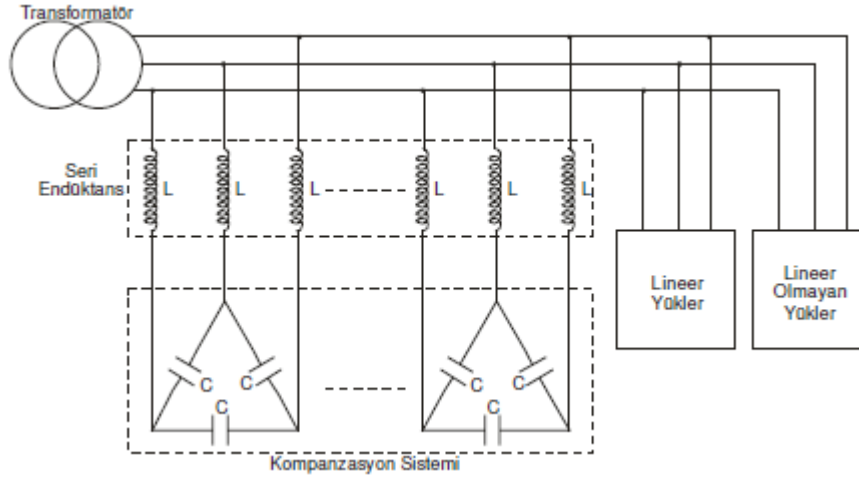 Transformatör
Seri
Endüktans
L
L
L
L
L
L
Lineer
Yükler
Lineer
Olmayan
Yükler
C
C
C
C
C
C
Kompanzasyon Sistemi